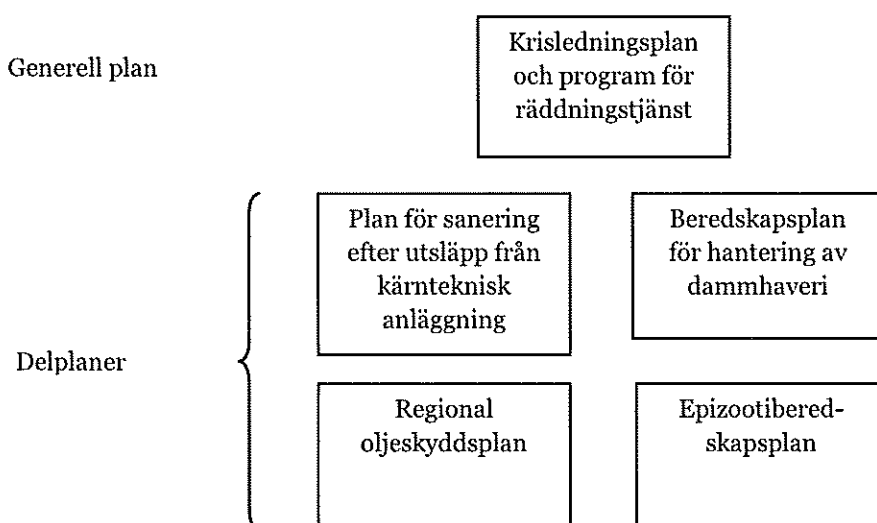 Generell plan
Krisledningsplan
och program för
räddningstjänst
Plan för sanering
efter utsläpp från
kärnteknisk
anläggning
Beredskapsplan
för hantering av
dammhaveri
Delplaner
Regional
oljeskyddsplan
Epizootibered-
skapsplan